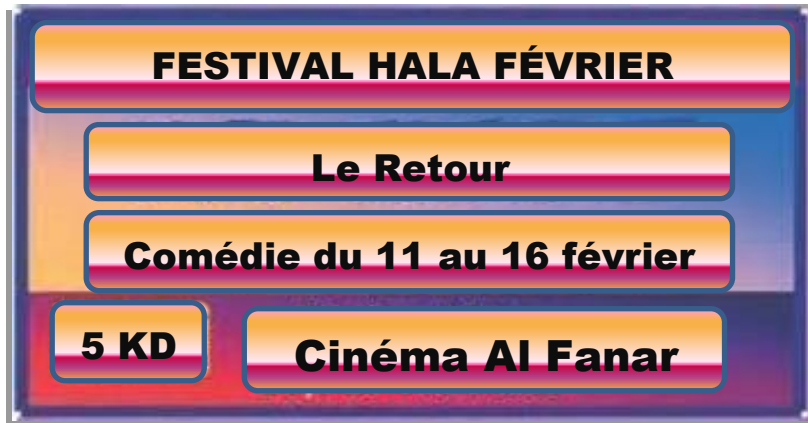 FESTIVAL HALA FÉVRIER
Le Retour
Comédie du 11 au 16 février
5 KD
Cinéma Al Fanar